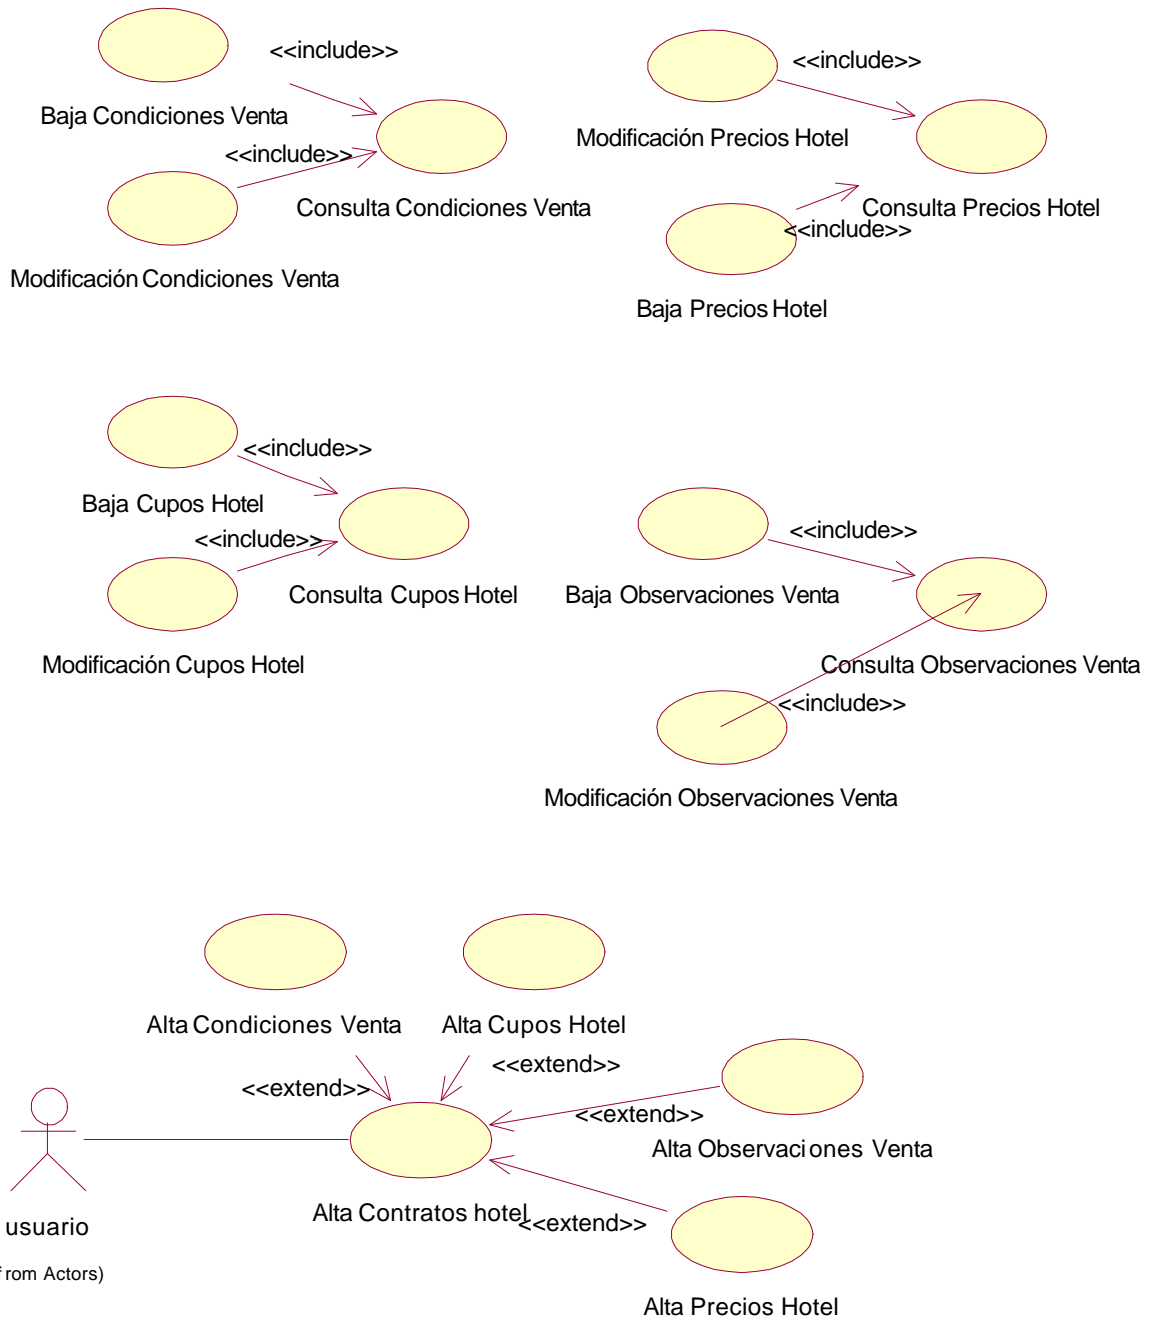 <<include>>
Baja Condiciones Venta
<<include>>
Consulta Condiciones Venta
Modificación Condiciones Venta
<<include>>
Modificación Precios Hotel
Consulta Precios Hotel
<<include>>
Baja Precios Hotel
<<include>>
Baja Cupos Hotel
<<include>>
Consulta Cupos Hotel
Modificación Cupos Hotel
<<include>>
Baja Observaciones Venta
Consulta Observaciones Venta
<<include>>
Modificación Observaciones Venta
Alta Condiciones Venta
Alta Cupos Hotel
<<extend>>
<<extend>>
<<extend>>
Alta Observaciones Venta
Alta Contratos hotel
<<extend>>
usuario
from Actors)
Alta Precios Hotel